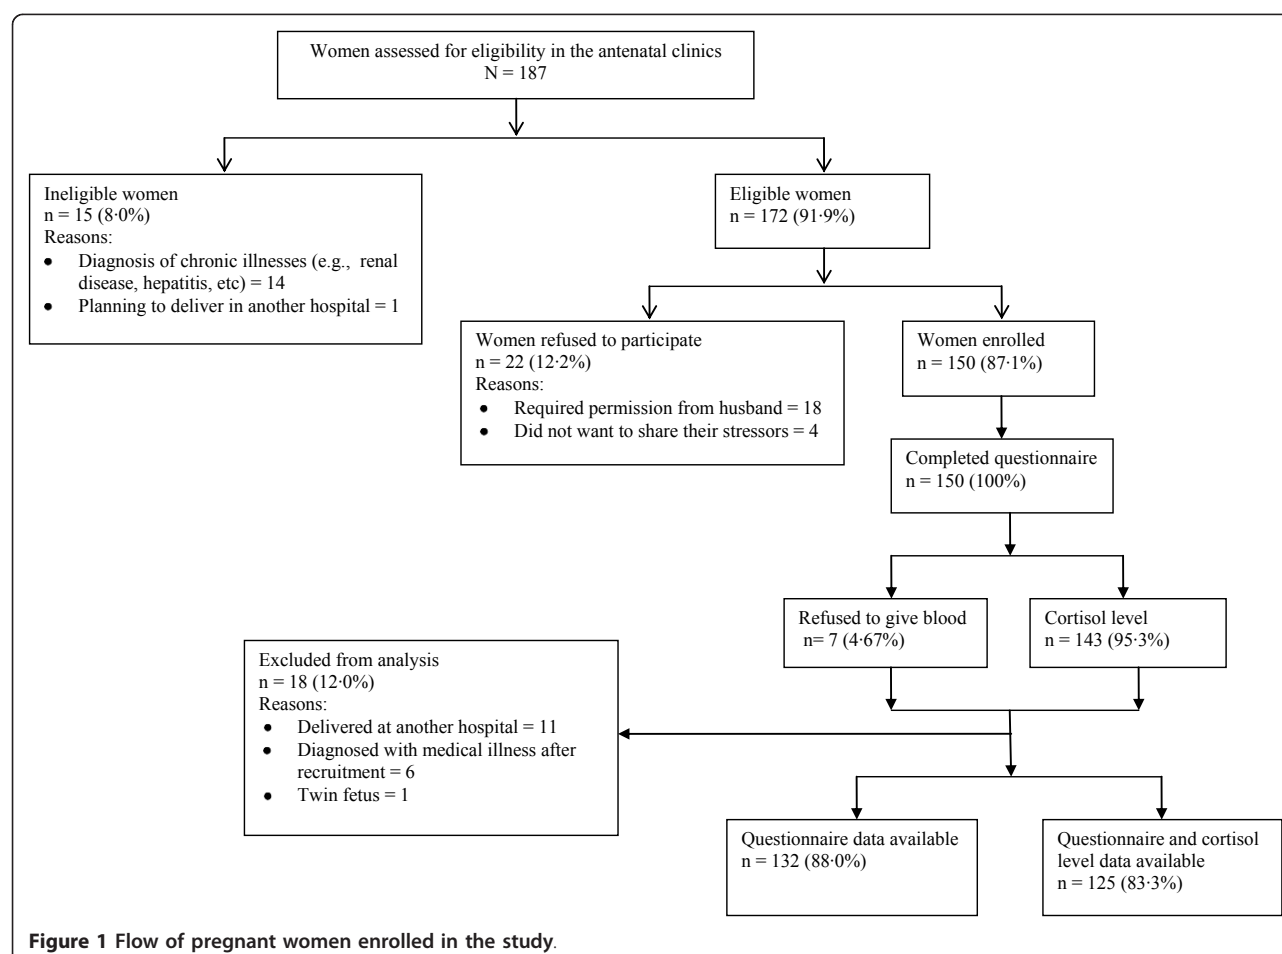 Women assessed for eligibility in the antenatal clinics
N = 187
Ineligible women
n = 15 (8·0%)
Reasons:
• Diagnosis of chronic illnesses (e.g., renal
disease, hepatitis, etc) = 14
• Planning to deliver in another hospital = 1
Eligible women
n = 172 (91·9%)
Women refused to participate
n = 22 (12·2%)
Reasons:
• Required permission from husband = 18
• Did not want to share their stressors = 4
Women enrolled
n = 150 (87·1%)
Completed questionnaire
n = 150 (100%)
Refused to give blood
n= 7 (4·67%)
Cortisol level
n = 143 (95·3%)
Excluded from analysis
n = 18 (12·0%)
Reasons:
• Delivered at another hospital = 11
• Diagnosed with medical illness after
recruitment = 6
• Twin fetus = 1
Questionnaire data available
n = 132 (88·0%)
Questionnaire and cortisol
level data available
n = 125 (83·3%)
Figure 1 Flow of pregnant women enrolled in the study.